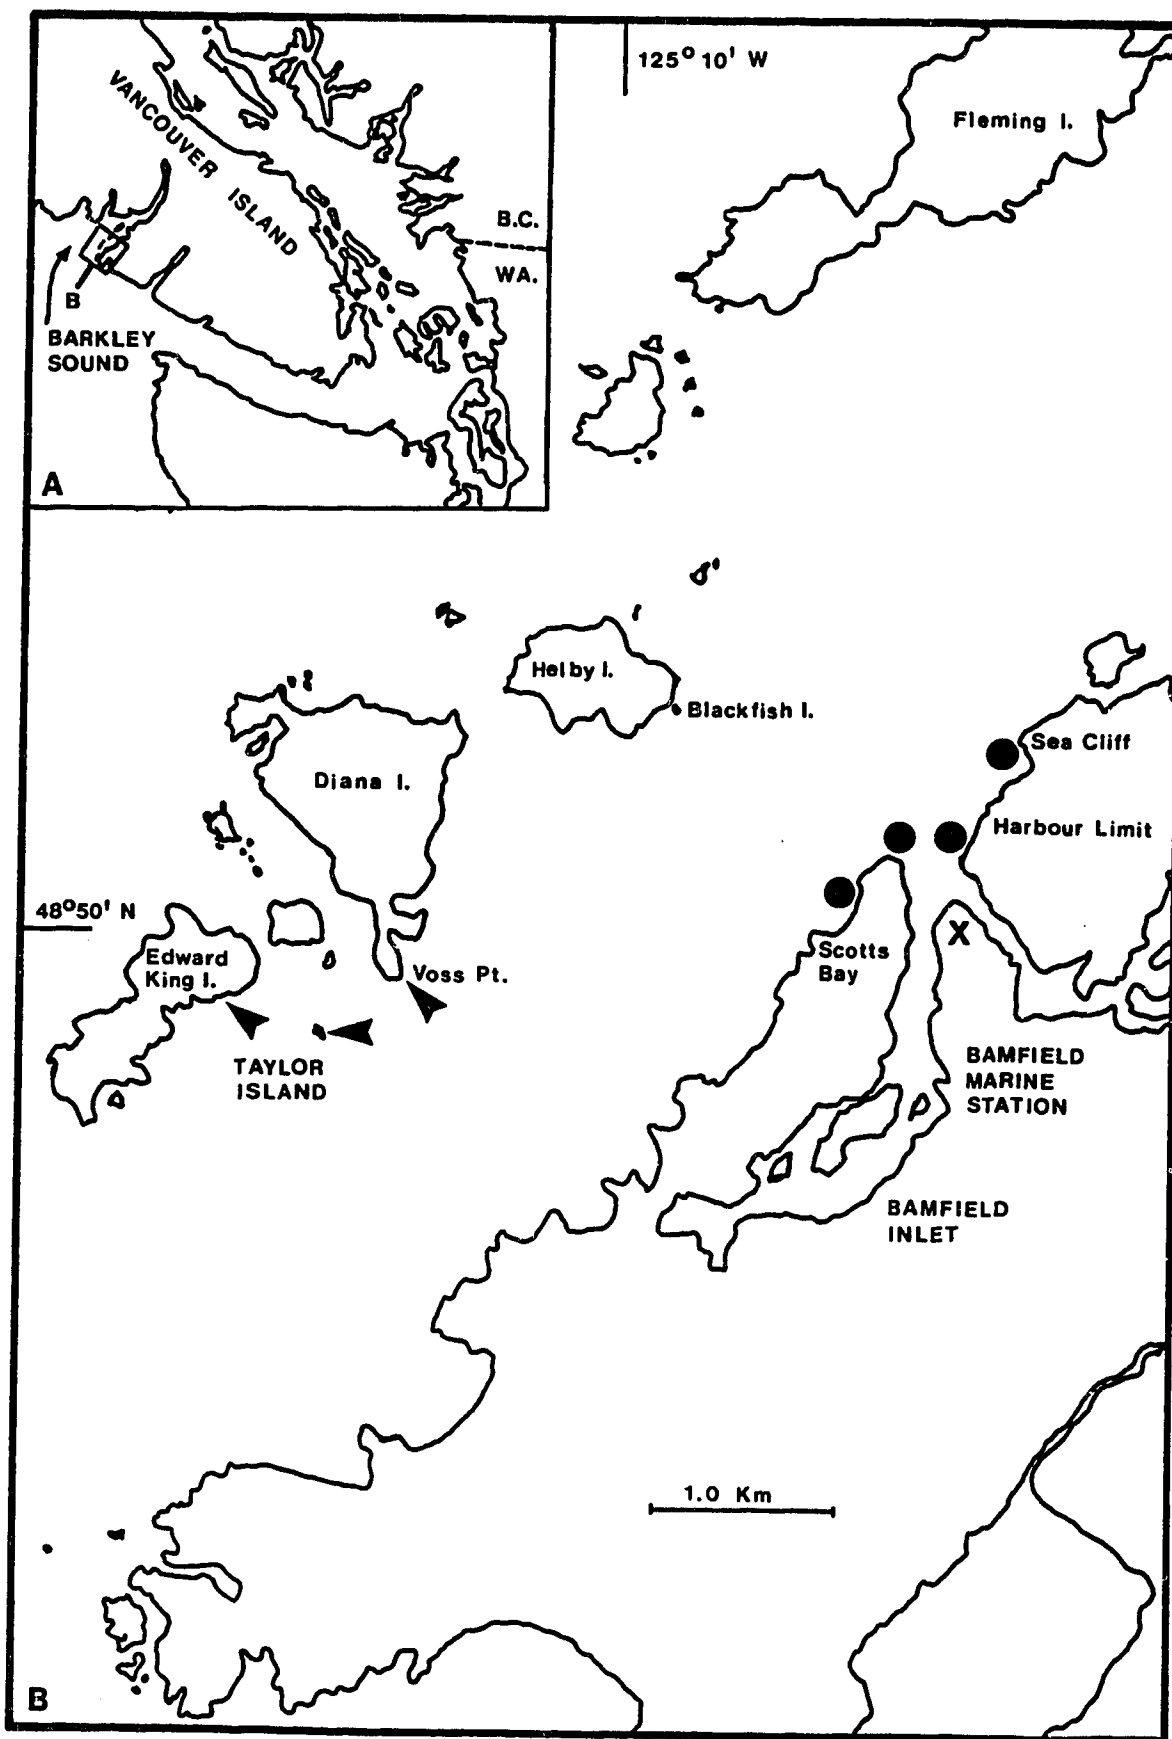 125° 10' W
VANCOUVER ISLAND
Fleming I.
B.C.
WA.
B
BARKLEY
SOUND
A
Helby I.
Blackfish I.
Sea Cliff
Diana I.
Harbour Limit
48°50' N
Edward
King I.
Scotts
Bay
X
Voss Pt.
TAYLOR
ISLAND
BAMFIELD
MARINE
STATION
BAMFIELD
INLET
1.0 Km
B